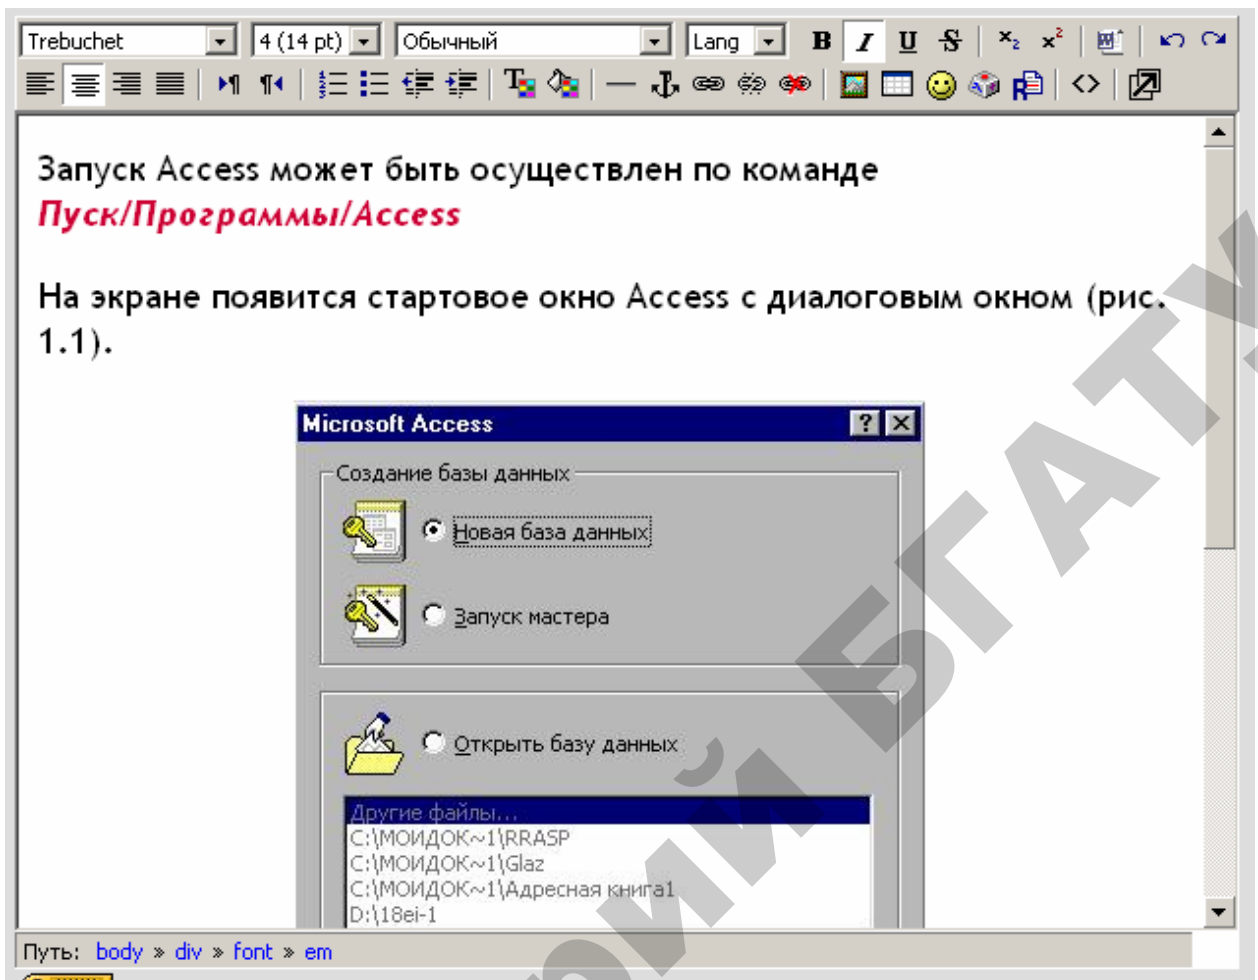 Trebuchet 4 (14 pt) Обычный Lang B I U S x₂ x²
Запуск Access может быть осуществлен по команде
Пуск/Программы/Access
На экране появится стартовое окно Access с диалоговым окном (рис.
1.1).
Microsoft Access
Создание базы данных
Новая база данных
Запуск мастера
Открыть базу данных
Другие файлы...
C:\МОИДОК~1\RRASP
C:\МОИДОК~1\Glaz
C:\МОИДОК~1\Адресная книга1
D:\18ei-1
Путь: body » div » font » em
БГАТУ